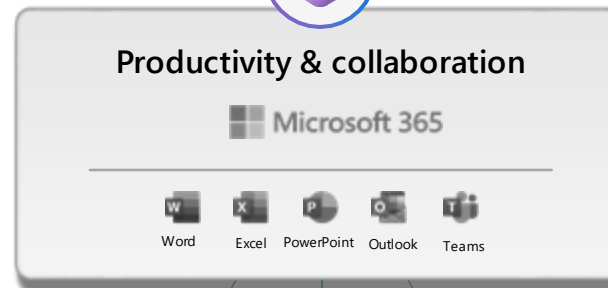 Productivity & collaboration
Microsoft 365
W X P O T
Word Excel PowerPoint Outlook Teams